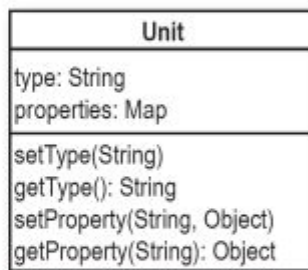 Unit
type: String
properties: Map
setType(String)
getType(): String
setProperty(String, Object)
getProperty(String): Object